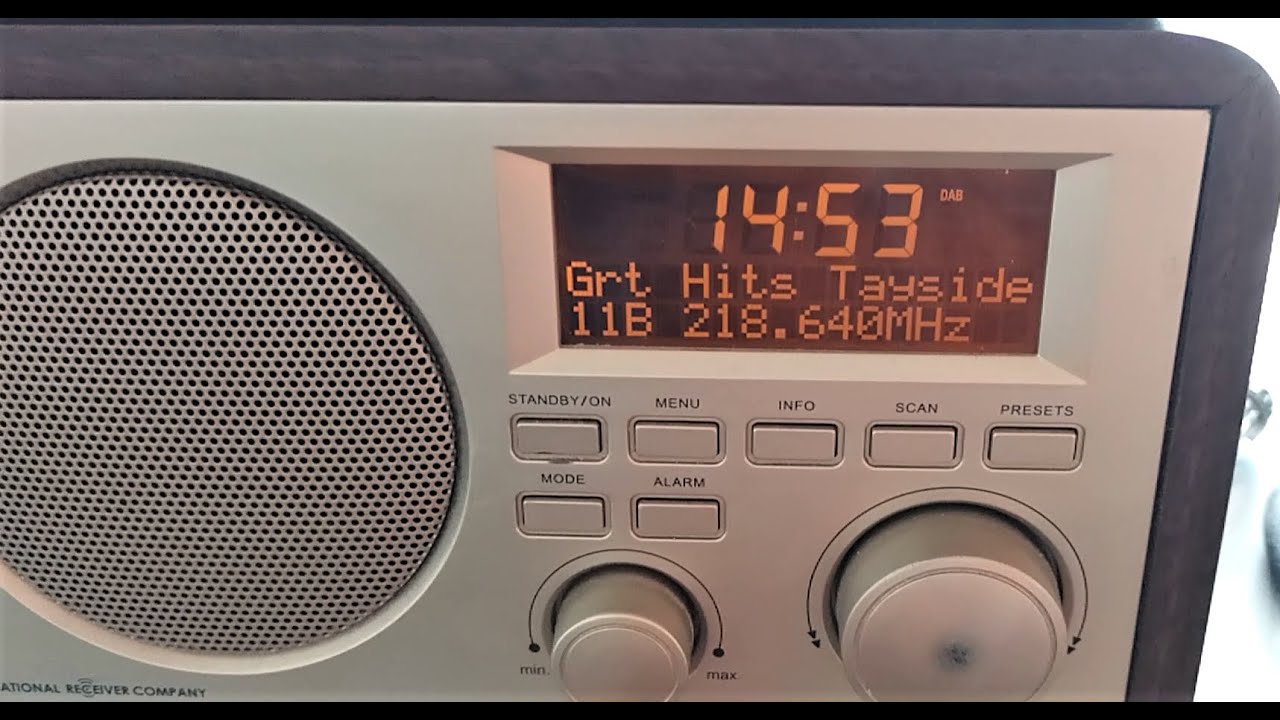 14:53 DAB
Grt Hits Tayside
11B 218.640MHz
STANDBY/ON MENU INFO SCAN PRESETS
MODE ALARM
min. max.
ATIONAL RECEIVER COMPANY